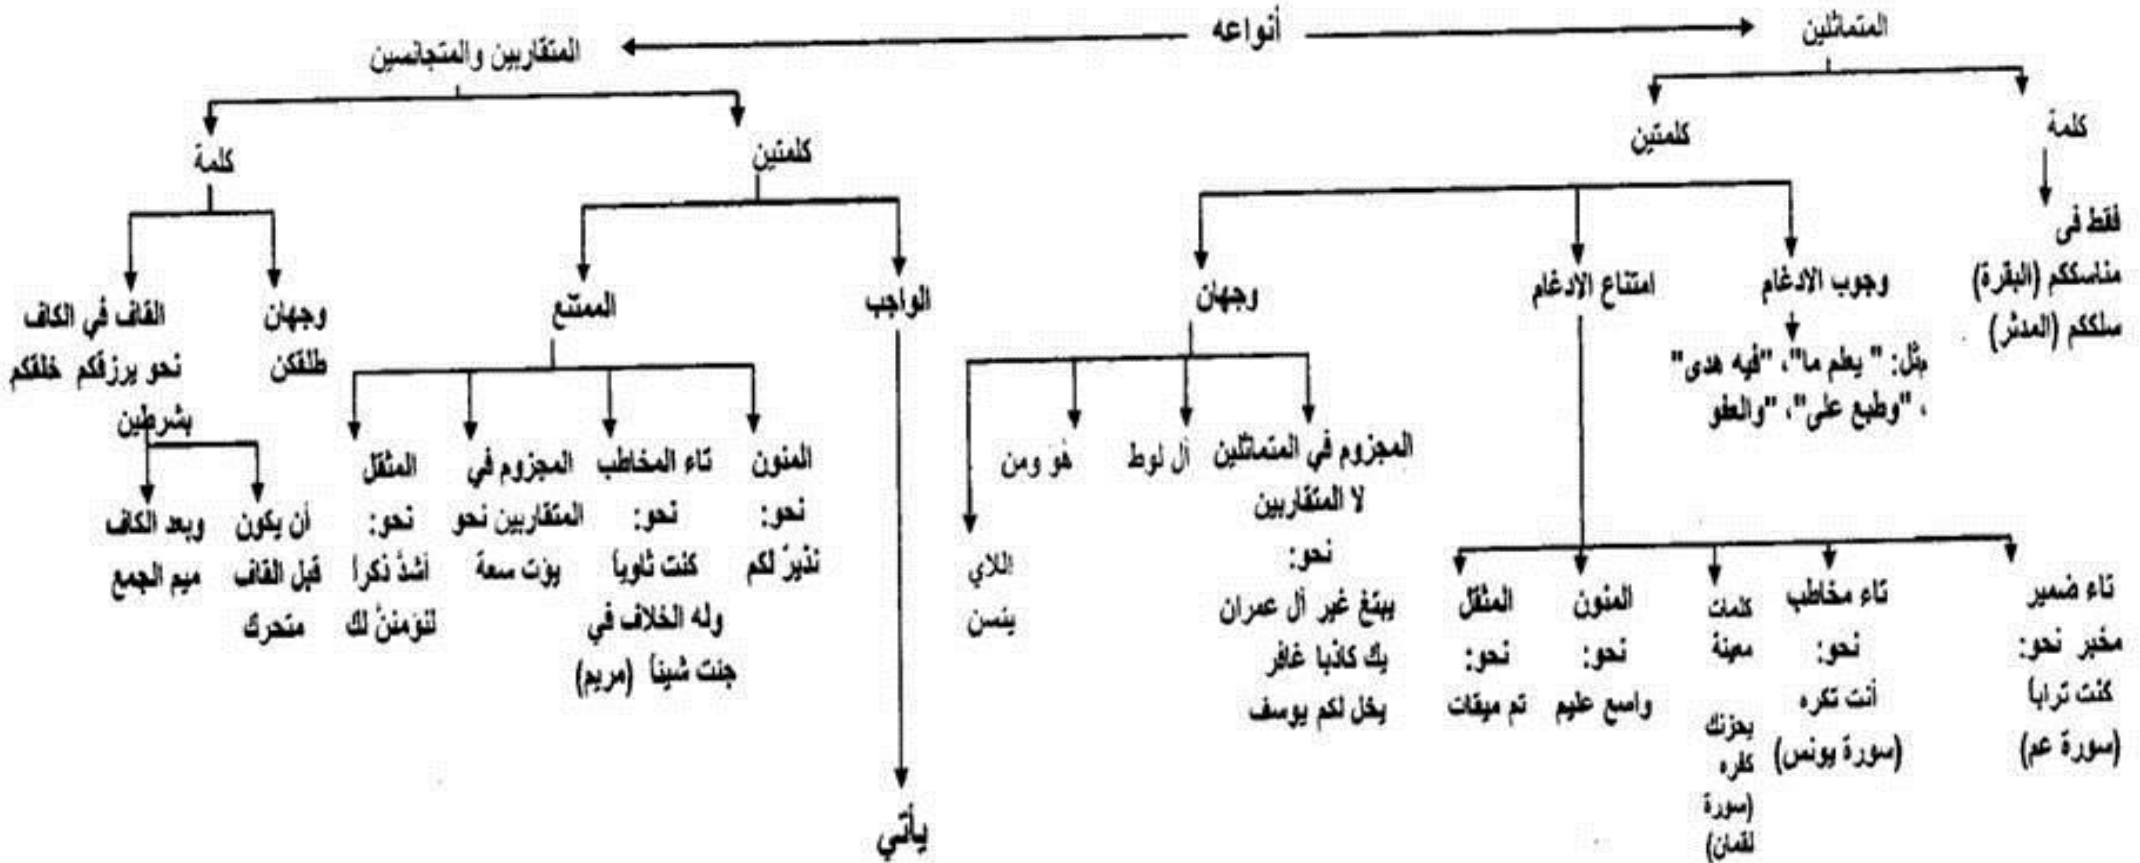 أنواعه
المتماثلين
كلمة
فقط فى
مناسككم (البقرة)
سلككم (المدثر)
كلمتين
وجوب الادغام
مثل: "يعلم ما"، "فيه هدى"
، "وطبع على"، "والعفو
امتناع الادغام
تاء ضمير
مخبر نحو:
كنت تراباً
(سورة عم)
تاء مخاطب
نحو:
أنت تكره
(سورة يونس)
كلمات
معينة
يحزنك
كفره
(سورة
لقمان)
المنون
نحو:
واسع عليم
المثقل
نحو:
تم ميقات
وجهان
المجزوم في المتماثلين
لا المتقاربين
نحو:
يبتغ غير آل عمران
يك كاذبا غافر
يخل لكم يوسف
آل لوط
هو ومن
اللاي
ينسن
المتقاربين والمتجانسين
كلمتين
الواجب
يأتي
الممتنع
المنون
نحو:
نذيرٌ لكم
تاء المخاطب
نحو:
كنت ثاوياً
وله الخلاف في
جئت شيئاً (مريم)
المجزوم في
المتقاربين نحو
يؤت سعة
المثقل
نحو:
أشدَّ ذكرا
لنؤمننَّ لك
كلمة
وجهان
طلقكن
القاف في الكاف
نحو يرزقكم خلقكم
بشرطين
أن يكون
قبل القاف
متحرك
وبعد الكاف
ميم الجمع